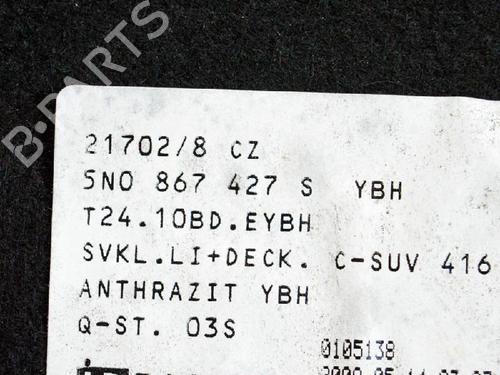 B-PARTS
21702/8 CZ
5N0 867 427 S YBH
T24.10BD.EYBH
SVKL.LI+DECK. C-SUV 416
ANTHRAZIT YBH
Q-ST. 03S
0105138